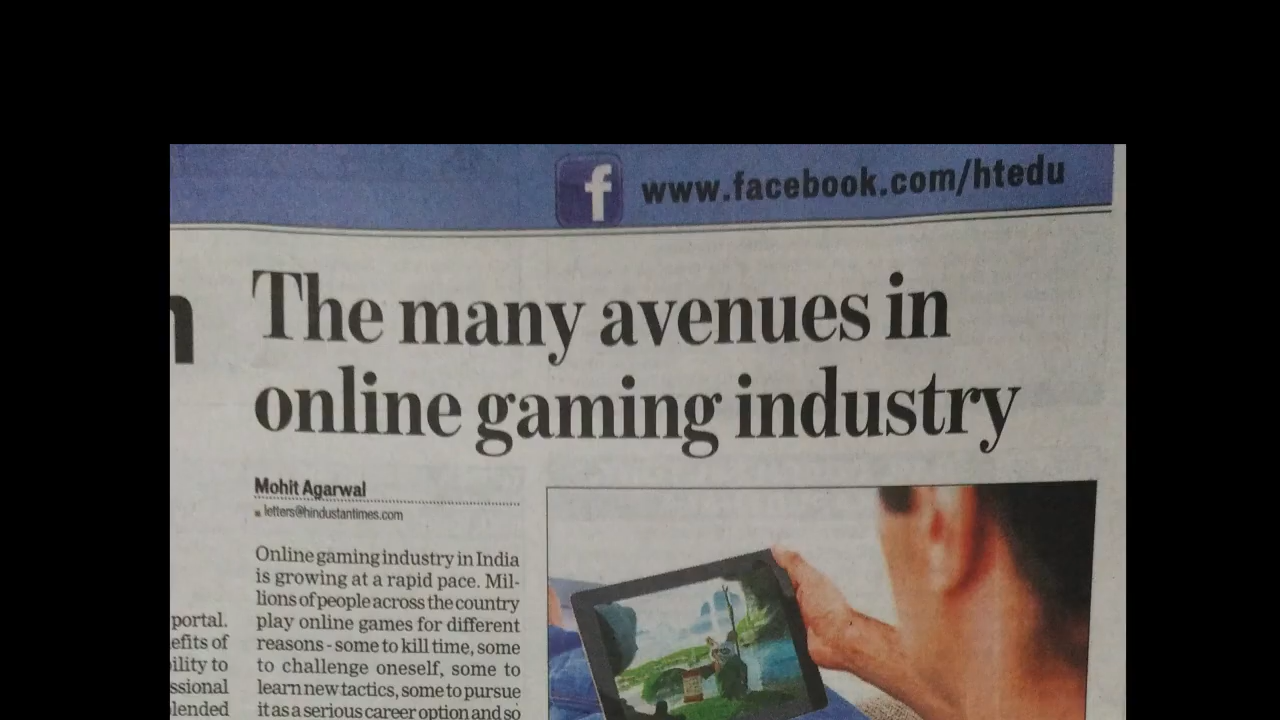 f www.facebook.com/htedu
The many avenues in
online gaming industry
Mohit Agarwal
letters@hindustantimes.com
Online gaming industry in India
is growing at a rapid pace. Mil-
lions of people across the country
play online games for different
reasons - some to kill time, some
to challenge oneself, some to
learn new tactics, some to pursue
it as a serious career option and so
n
portal.
efits of
ility to
ssional
lended